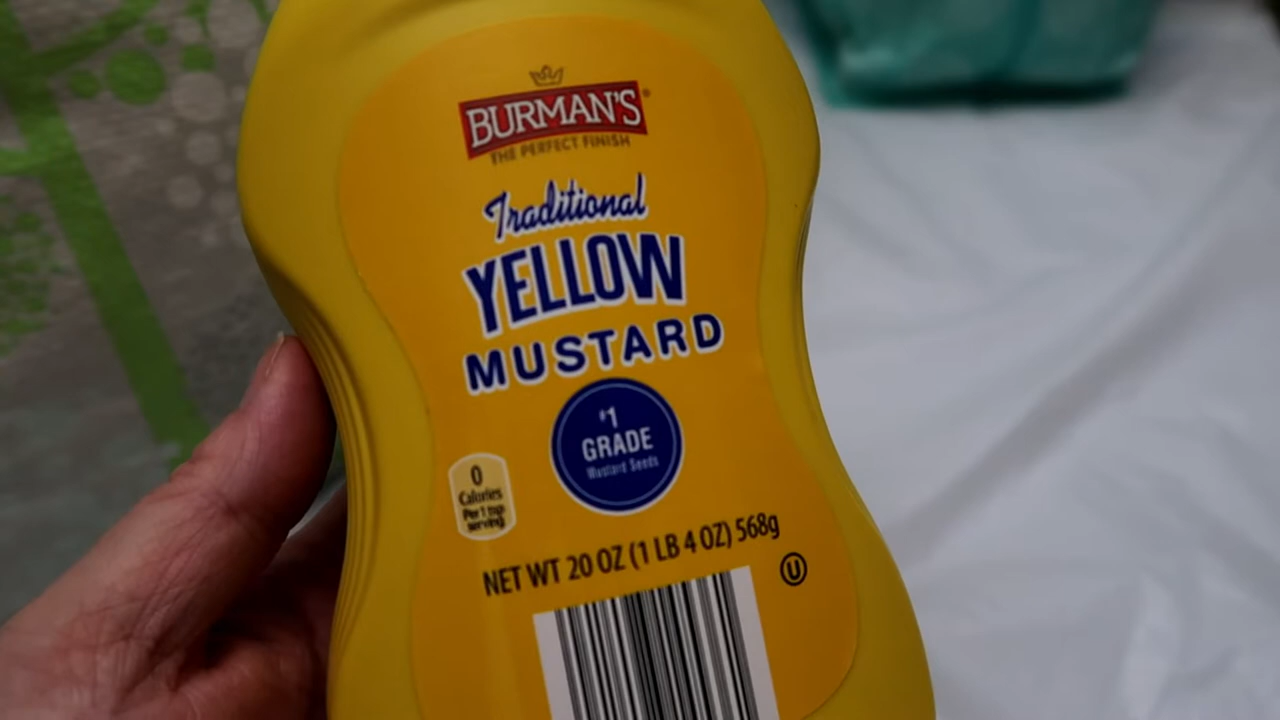 BURMAN'S®
THE PERFECT FINISH
Traditional
YELLOW
MUSTARD
#1
GRADE
Mustard Seeds
0
Calories
Per 1 tsp
serving
NET WT 20 OZ (1 LB 4 OZ) 568g
U